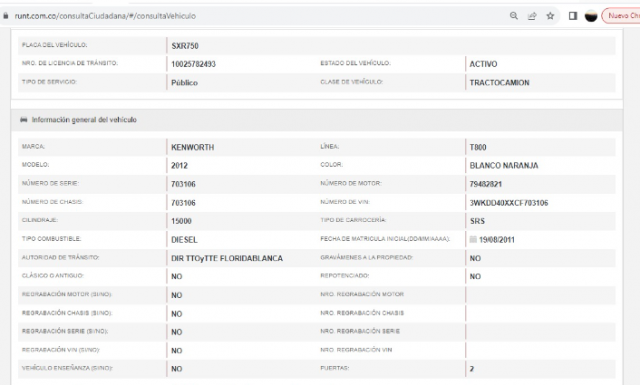 runt.com.co/consultaCiudadana/#/consultaVehiculo
Nuevo Ch
PLACA DEL VEHÍCULO: SXR750
NRO. DE LICENCIA DE TRÁNSITO: 10025782493 ESTADO DEL VEHÍCULO: ACTIVO
TIPO DE SERVICIO: Público CLASE DE VEHÍCULO: TRACTOCAMION
Información general del vehículo
MARCA: KENWORTH LÍNEA: T800
MODELO: 2012 COLOR: BLANCO NARANJA
NÚMERO DE SERIE: 703106 NÚMERO DE MOTOR: 79482821
NÚMERO DE CHASIS: 703106 NÚMERO DE VIN: 3WKDD40XXCF703106
CILINDRAJE: 15000 TIPO DE CARROCERÍA: SRS
TIPO COMBUSTIBLE: DIESEL FECHA DE MATRICULA INICIAL(DD/MM/AAAA): 19/08/2011
AUTORIDAD DE TRÁNSITO: DIR TTOyTTE FLORIDABLANCA GRAVÁMENES A LA PROPIEDAD: NO
CLÁSICO O ANTIGUO: NO REPOTENCIADO: NO
REGRABACIÓN MOTOR (SI/NO): NO NRO. REGRABACIÓN MOTOR
REGRABACIÓN CHASIS (SI/NO): NO NRO. REGRABACIÓN CHASIS
REGRABACIÓN SERIE (SI/NO): NO NRO. REGRABACIÓN SERIE
REGRABACIÓN VIN (SI/NO): NO NRO. REGRABACIÓN VIN
VEHÍCULO ENSEÑANZA (SI/NO): NO PUERTAS: 2